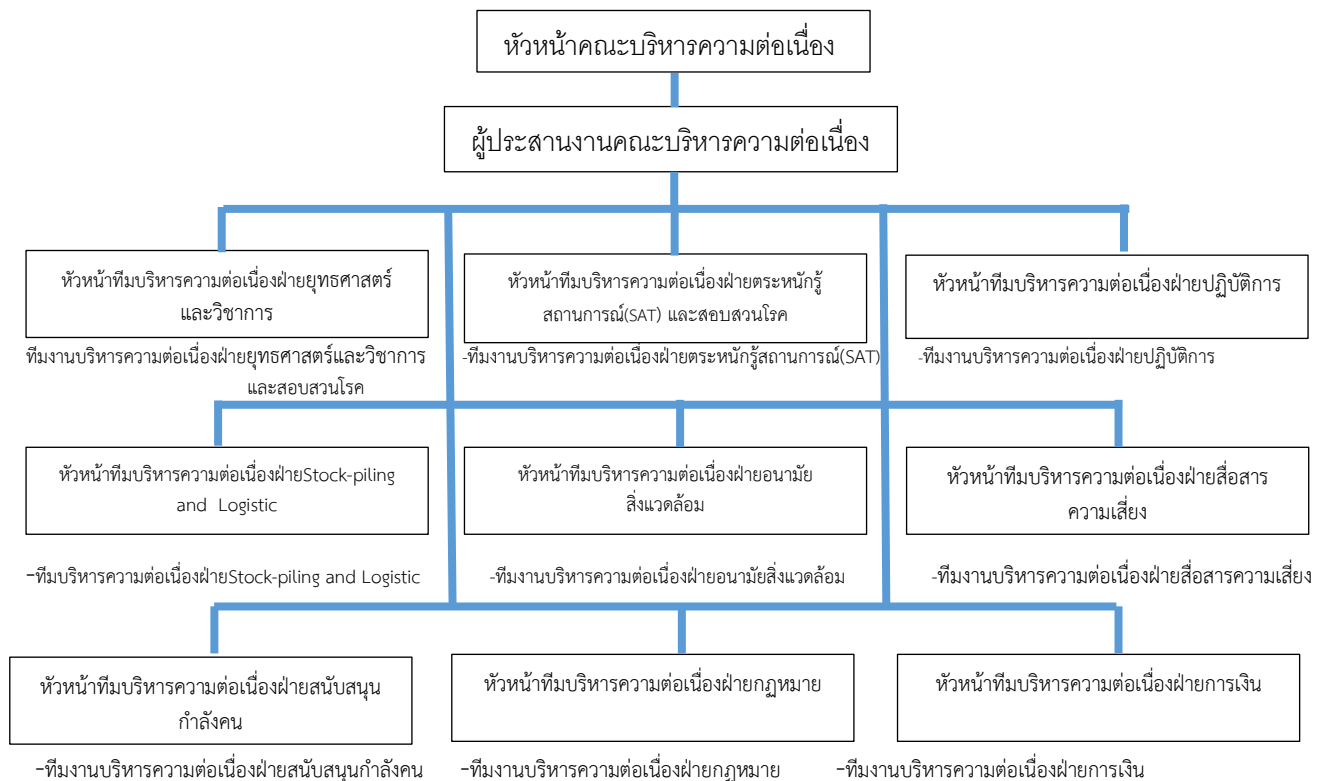 หัวหน้าคณะบริหารความต่อเนื่อง
ผู้ประสานงานคณะบริหารความต่อเนื่อง
หัวหน้าทีมบริหารความต่อเนื่องฝ่ายยุทธศาสตร์
และวิชาการ
ทีมงานบริหารความต่อเนื่องฝ่ายยุทธศาสตร์และวิชาการ
และสอบสวนโรค
หัวหน้าทีมบริหารความต่อเนื่องฝ่ายตระหนักรู้
สถานการณ์(SAT) และสอบสวนโรค
-ทีมงานบริหารความต่อเนื่องฝ่ายตระหนักรู้สถานการณ์(SAT)
หัวหน้าทีมบริหารความต่อเนื่องฝ่ายปฏิบัติการ
-ทีมงานบริหารความต่อเนื่องฝ่ายปฏิบัติการ
หัวหน้าทีมบริหารความต่อเนื่องฝ่ายStock-piling
and Logistic
-ทีมบริหารความต่อเนื่องฝ่ายStock-piling and Logistic
หัวหน้าทีมบริหารความต่อเนื่องฝ่ายอนามัย
สิ่งแวดล้อม
-ทีมงานบริหารความต่อเนื่องฝ่ายอนามัยสิ่งแวดล้อม
หัวหน้าทีมบริหารความต่อเนื่องฝ่ายสื่อสาร
ความเสี่ยง
-ทีมงานบริหารความต่อเนื่องฝ่ายสื่อสารความเสี่ยง
หัวหน้าทีมบริหารความต่อเนื่องฝ่ายสนับสนุน
กำลังคน
-ทีมงานบริหารความต่อเนื่องฝ่ายสนับสนุนกำลังคน
หัวหน้าทีมบริหารความต่อเนื่องฝ่ายกฎหมาย
-ทีมงานบริหารความต่อเนื่องฝ่ายกฎหมาย
หัวหน้าทีมบริหารความต่อเนื่องฝ่ายการเงิน
-ทีมงานบริหารความต่อเนื่องฝ่ายการเงิน